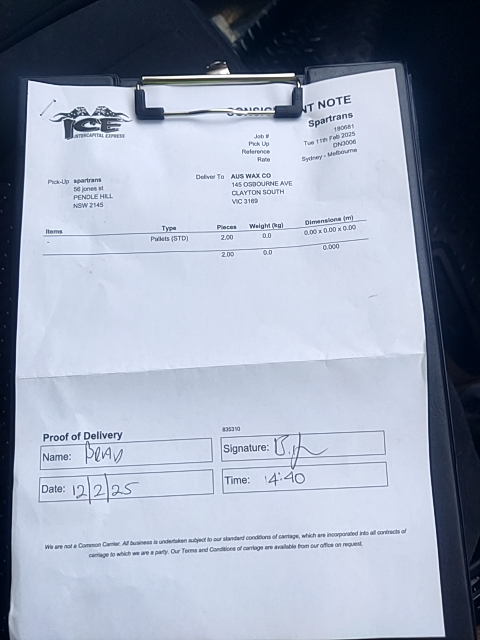 CONSIGNMENT NOTE
ICE
INTERCAPITAL EXPRESS
Spartrans
Job # 180681
Pick Up Tue 11th Feb 2025
Reference DN3006
Rate Sydney - Melbourne
Pick-Up spartrans
56 jones st
PENDLE HILL
NSW 2145
Deliver To AUS WAX CO
145 OSBOURNE AVE
CLAYTON SOUTH
VIC 3169
Items Type Pieces Weight (kg) Dimensions (m)
- Pallets (STD) 2.00 0.0 0.00 x 0.00 x 0.00
2.00 0.0 0.000
835310
Proof of Delivery
Name: Signature:
Date: 12/2/25 Time: 14:40
We are not a Common Carrier. All business is undertaken subject to our standard conditions of carriage, which are incorporated into all contracts of
carriage to which we are a party. Our Terms and Conditions of carriage are available from our office on request.